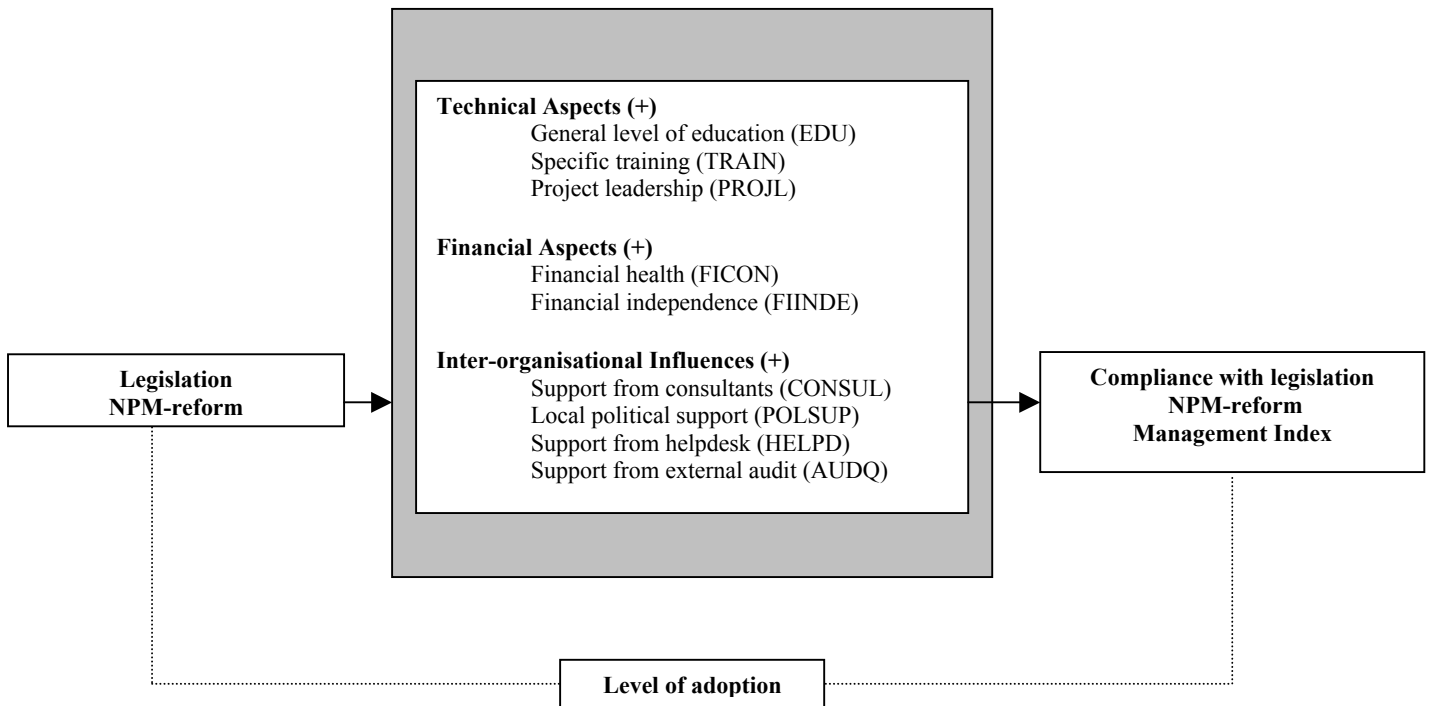 Technical Aspects (+)
General level of education (EDU)
Specific training (TRAIN)
Project leadership (PROJL)
Financial Aspects (+)
Financial health (FICON)
Financial independence (FIINDE)
Inter-organisational Influences (+)
Support from consultants (CONSUL)
Local political support (POLSUP)
Support from helpdesk (HELPD)
Support from external audit (AUDQ)
Legislation
NPM-reform
Compliance with legislation
NPM-reform
Management Index
Level of adoption